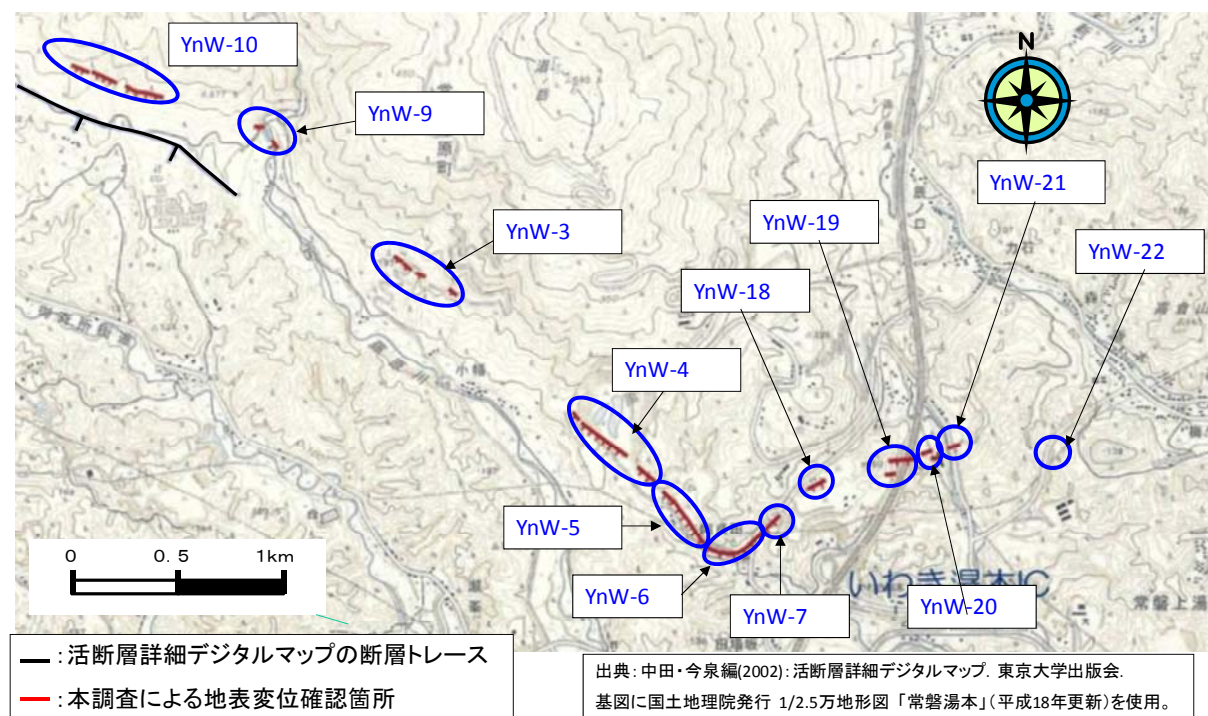 YnW-10
N
YnW-9
YnW-21
YnW-3
YnW-19
YnW-22
YnW-18
YnW-4
小幡
YnW-5
YnW-6
YnW-7
YnW-20
いわき湯本IC
常磐上湯
0 0.5 1km
━ : 活断層詳細デジタルマップの断層トレース
━ : 本調査による地表変位確認箇所
出典: 中田・今泉編(2002): 活断層詳細デジタルマップ. 東京大学出版会.
基図に国土地理院発行 1/2.5万地形図 「常磐湯本」(平成18年更新)を使用。